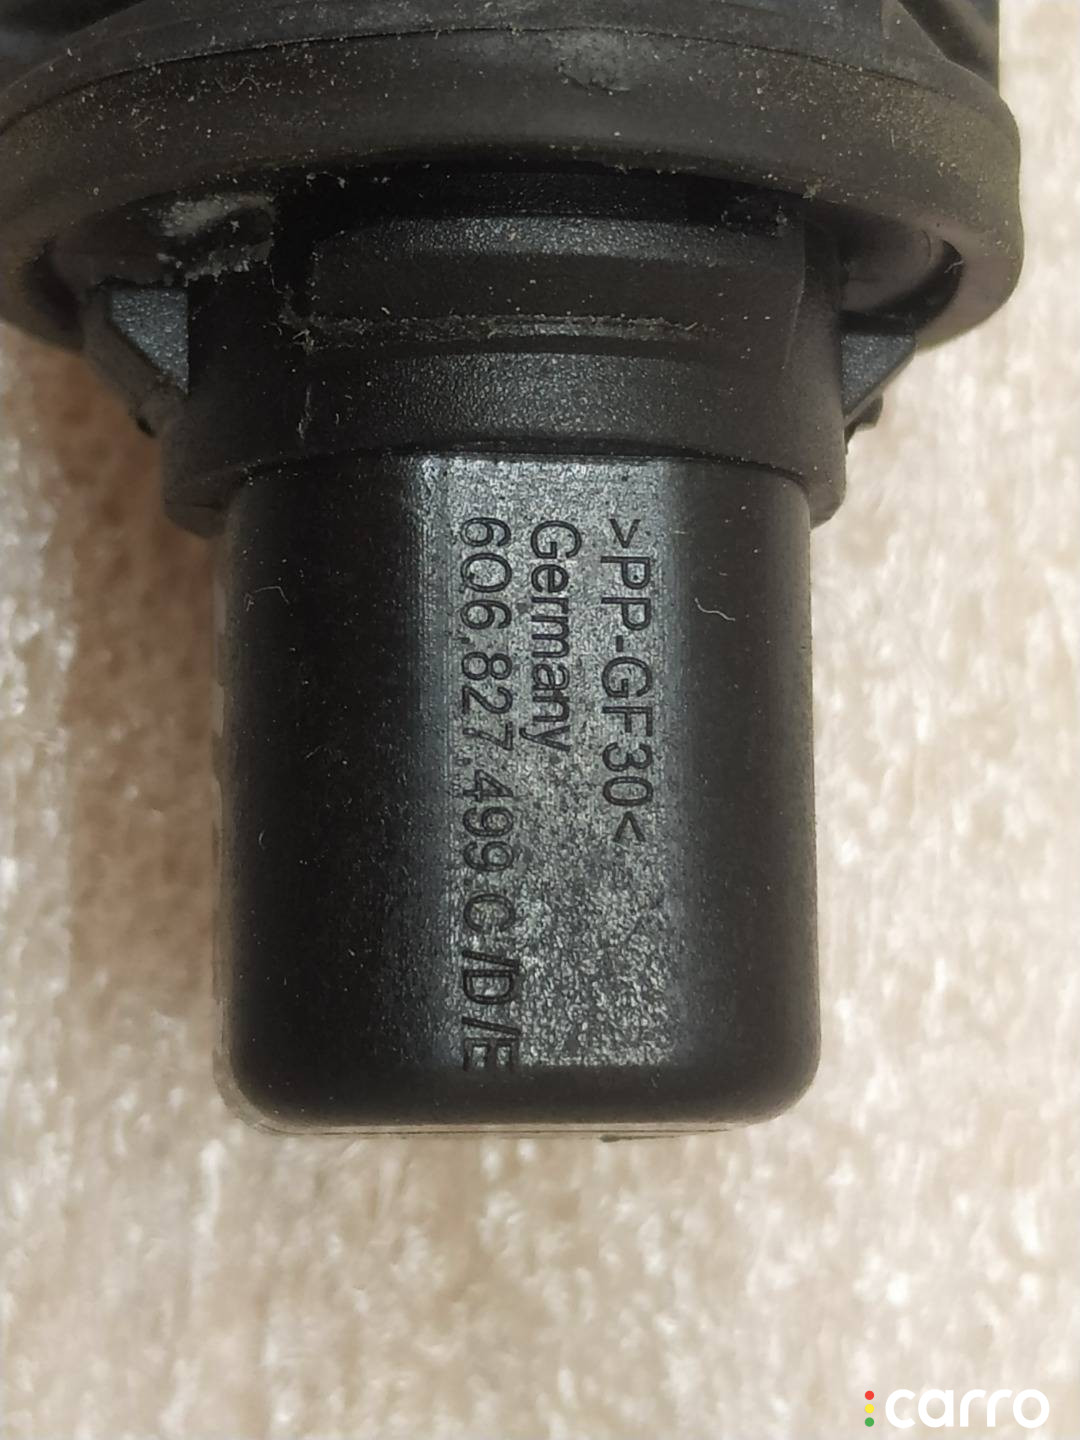 >PP-GF30<
Germany
6Q6.827.499.C/D/E
carro